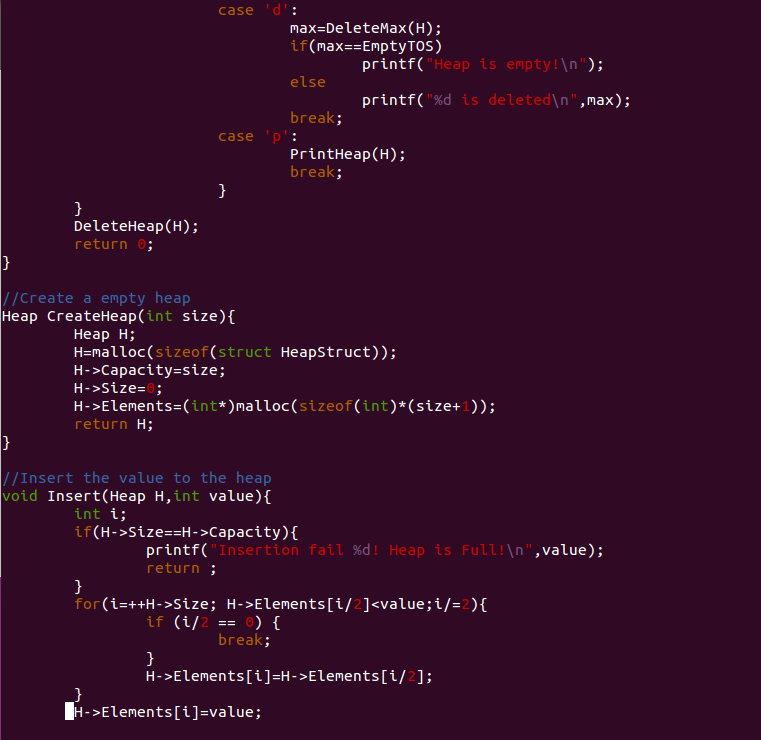 case 'd':
max=DeleteMax(H);
if(max==EmptyTOS)
printf("Heap is empty!\n");
else
printf("%d is deleted\n",max);
break;
case 'p':
PrintHeap(H);
break;
}
}
DeleteHeap(H);
return 0;
}
//Create a empty heap
Heap CreateHeap(int size){
Heap H;
H=malloc(sizeof(struct HeapStruct));
H->Capacity=size;
H->Size=0;
H->Elements=(int*)malloc(sizeof(int)*(size+1));
return H;
}
//Insert the value to the heap
void Insert(Heap H,int value){
int i;
if(H->Size==H->Capacity){
printf("Insertion fail %d! Heap is Full!\n",value);
return ;
}
for(i=++H->Size; H->Elements[i/2]<value;i/=2){
if (i/2 == 0) {
break;
}
H->Elements[i]=H->Elements[i/2];
}
H->Elements[i]=value;